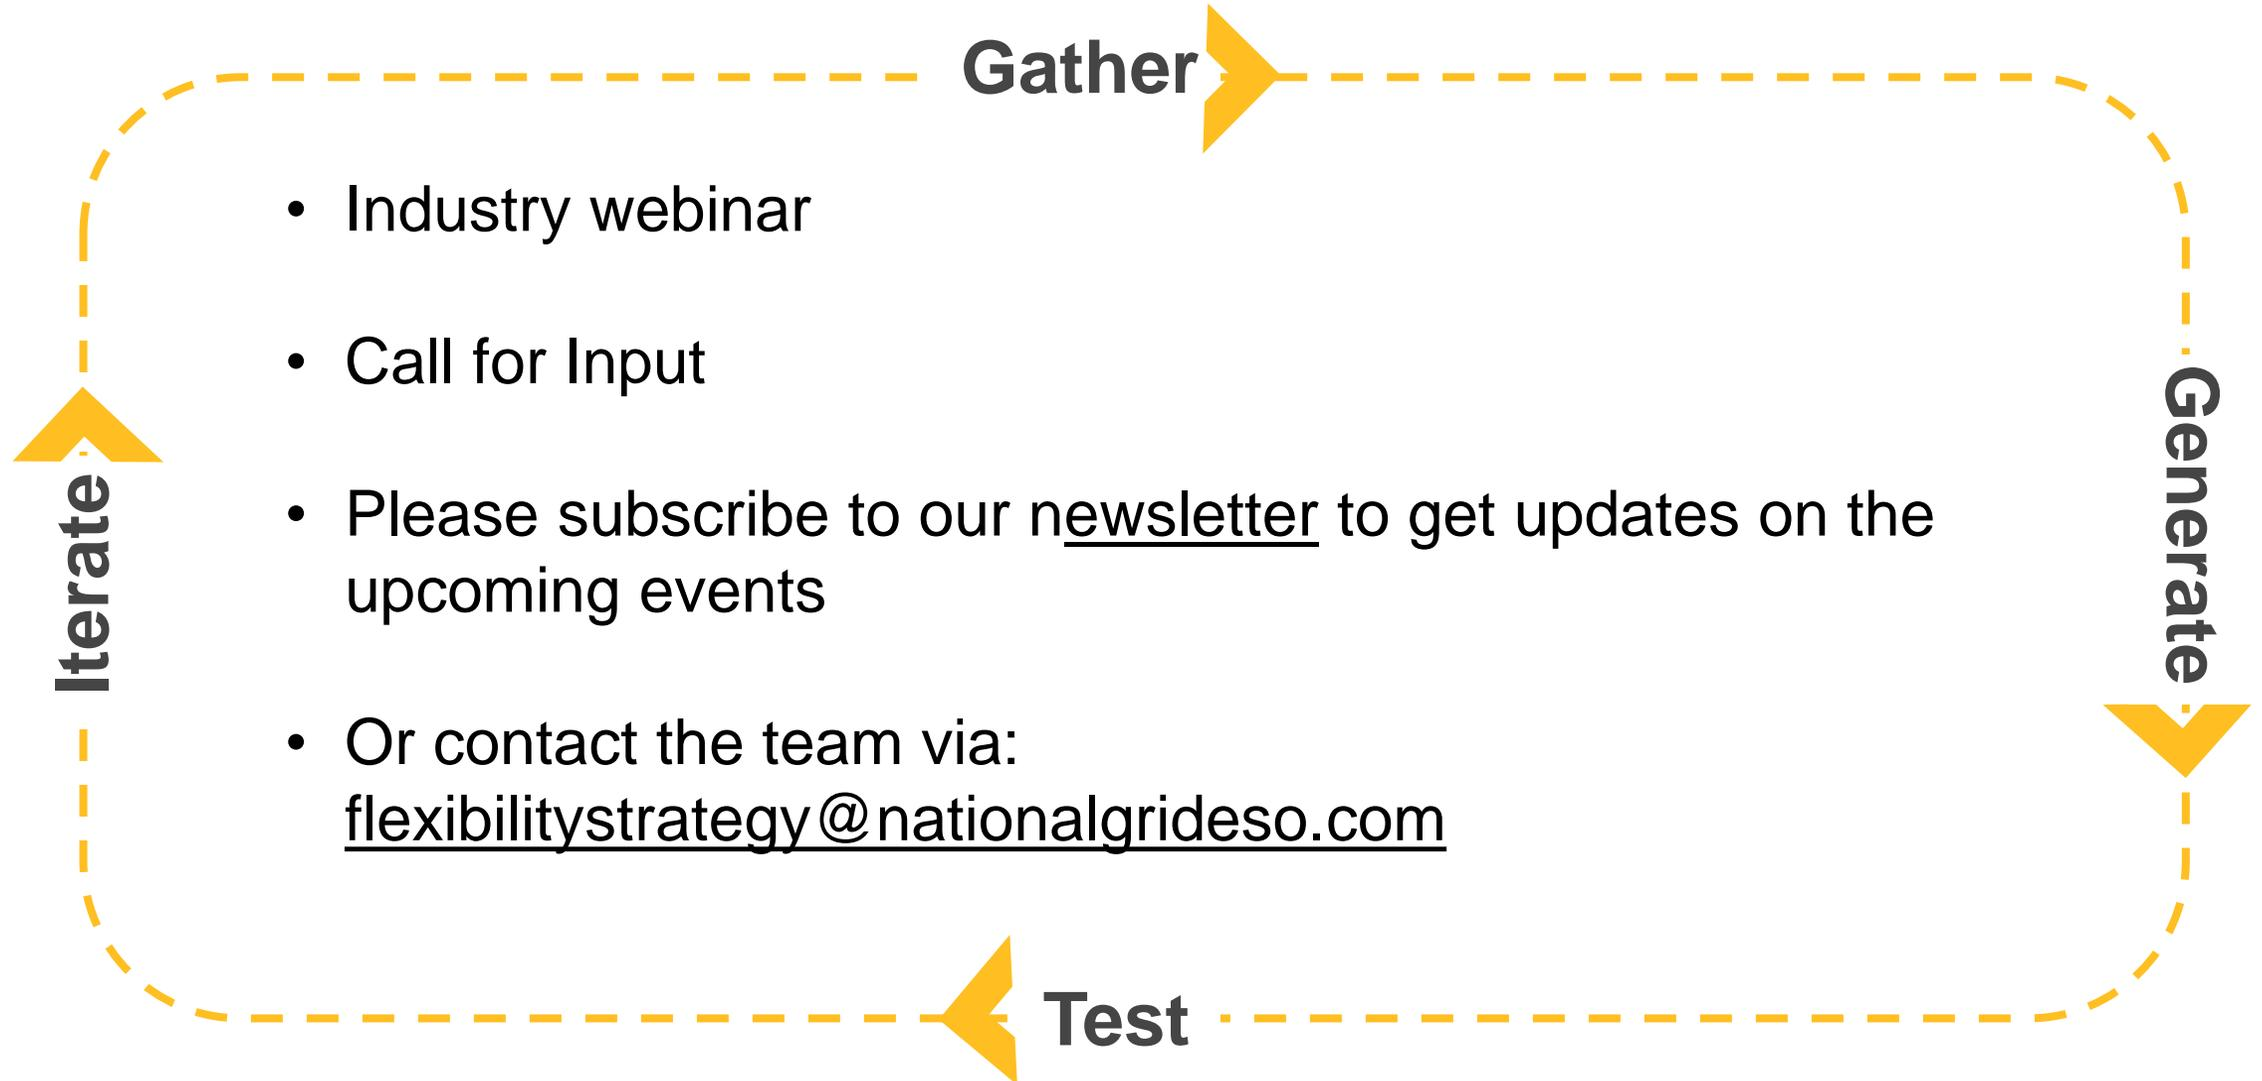 Gather
• Industry webinar
• Call for Input
• Please subscribe to our newsletter to get updates on the
upcoming events
• Or contact the team via:
flexibilitystrategy@nationalgrideso.com
Generate
Test
Iterate